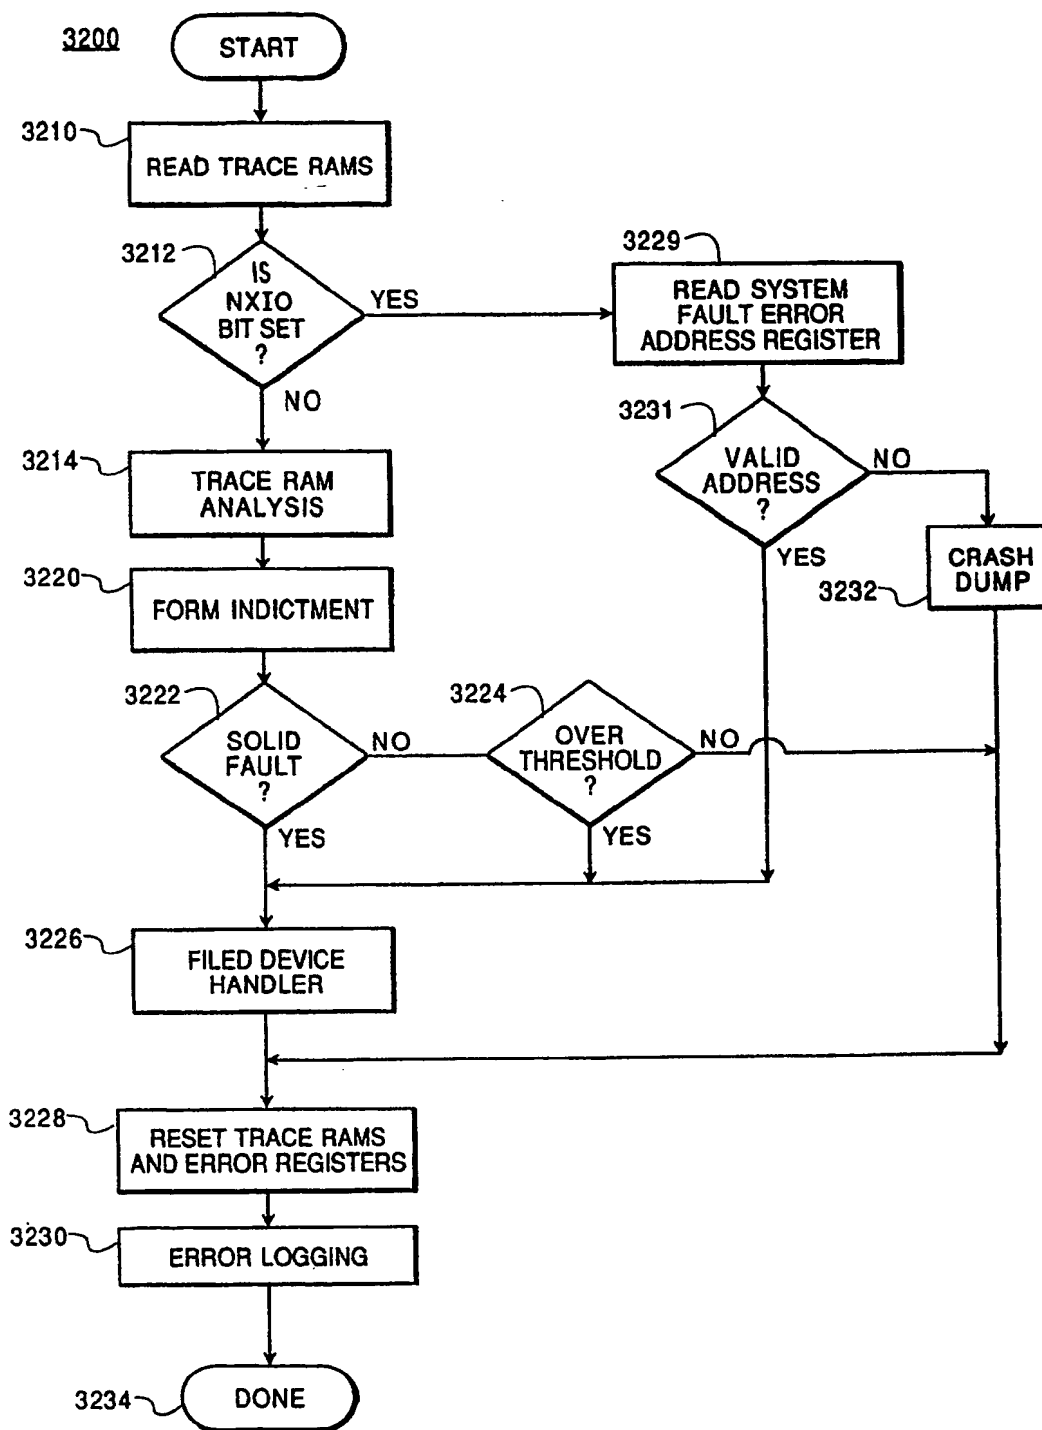 3200
START
3210
READ TRACE RAMS
3212
IS
NXIO
BIT SET
?
YES
NO
3229
READ SYSTEM
FAULT ERROR
ADDRESS REGISTER
3231
VALID
ADDRESS
?
NO
YES
3214
TRACE RAM
ANALYSIS
CRASH
DUMP
3232
3220
FORM INDICTMENT
3222
SOLID
FAULT
?
NO
YES
3224
OVER
THRESHOLD
?
NO
YES
3226
FILED DEVICE
HANDLER
3228
RESET TRACE RAMS
AND ERROR REGISTERS
3230
ERROR LOGGING
3234
DONE